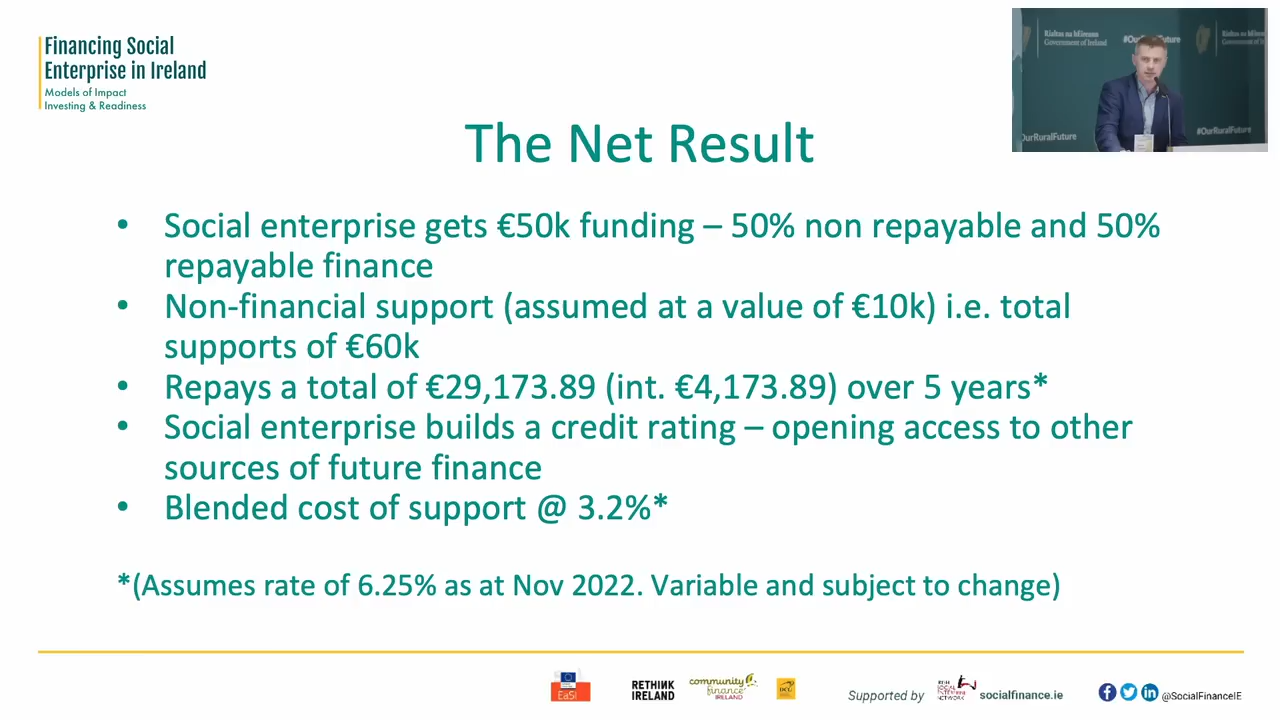 Financing Social
Enterprise in Ireland
Models of Impact
Investing & Readiness
Rialtas na hÉireann
Government of Ireland
#OurRuralFuture
#OurRuralFuture
The Net Result
• Social enterprise gets €50k funding – 50% non repayable and 50%
repayable finance
• Non-financial support (assumed at a value of €10k) i.e. total
supports of €60k
• Repays a total of €29,173.89 (int. €4,173.89) over 5 years*
• Social enterprise builds a credit rating – opening access to other
sources of future finance
• Blended cost of support @ 3.2%*
*(Assumes rate of 6.25% as at Nov 2022. Variable and subject to change)
EaSI
RETHINK
IRELAND
community
finance
IRELAND
DCU
Supported by
socialfinance.ie
@SocialFinanceIE